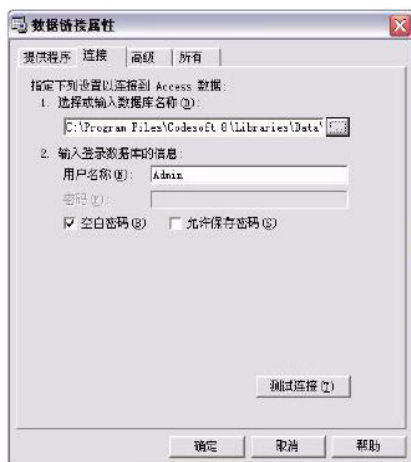 数据链接属性
提供程序 连接 高级 所有
指定下列设置以连接到 Access 数据:
1. 选择或输入数据库名称(D):
C:\Program Files\Codesoft 8\Libraries\Data\ ...
2. 输入登录数据库的信息:
用户名称(N): Admin
密码(P):
空白密码(B) 允许保存密码(S)
测试连接(T)
确定 取消 帮助